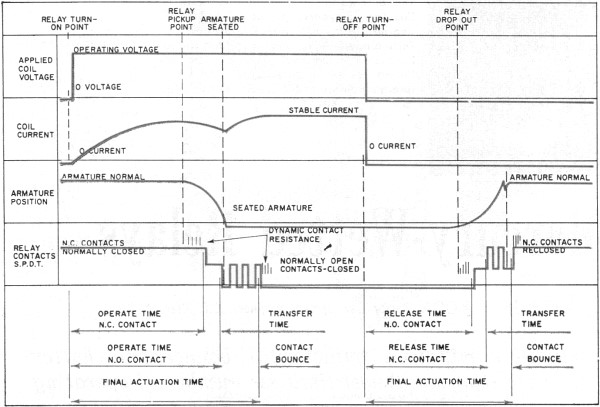 RELAY TURN-
ON POINT
RELAY
PICKUP
POINT
ARMATURE
SEATED
RELAY TURN-
OFF POINT
RELAY
DROP OUT
POINT
APPLIED
COIL
VOLTAGE
OPERATING VOLTAGE
O VOLTAGE
COIL
CURRENT
STABLE CURRENT
O CURRENT
O CURRENT
ARMATURE
POSITION
ARMATURE NORMAL
ARMATURE NORMAL
SEATED ARMATURE
RELAY
CONTACTS
S.P.D.T.
N.C. CONTACTS
NORMALLY CLOSED
DYNAMIC CONTACT
RESISTANCE
NORMALLY OPEN
CONTACTS-CLOSED
N.C. CONTACTS
RECLOSED
OPERATE TIME
N.C. CONTACT
TRANSFER
TIME
RELEASE TIME
N.O. CONTACT
TRANSFER
TIME
OPERATE TIME
N.O. CONTACT
CONTACT
BOUNCE
RELEASE TIME
N.C. CONTACT
CONTACT
BOUNCE
FINAL ACTUATION TIME
FINAL ACTUATION TIME